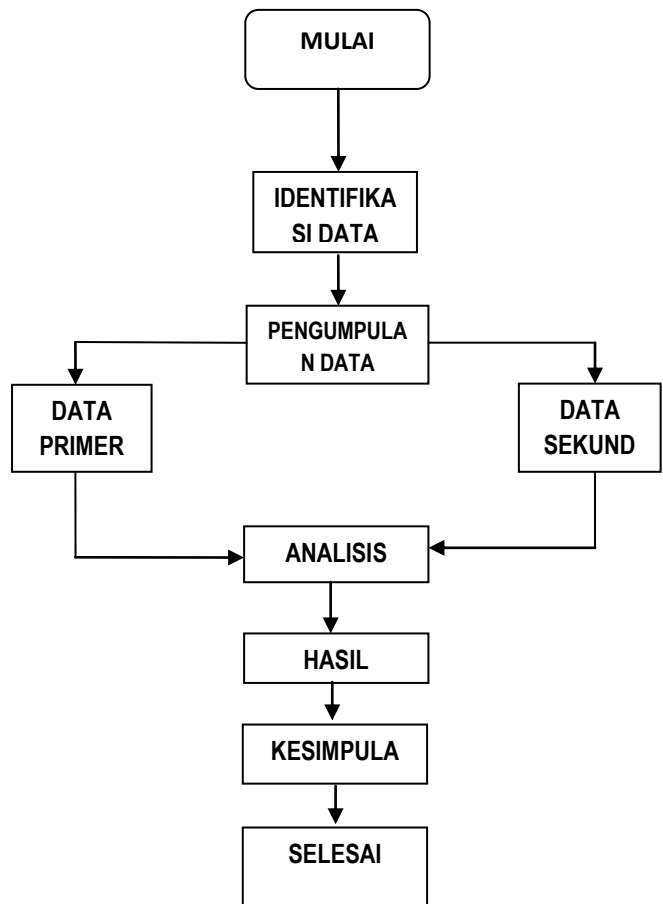 MULAI
IDENTIFIKA
SI DATA
PENGUMPULA
N DATA
DATA
PRIMER
DATA
SEKUND
ANALISIS
HASIL
KESIMPULA
SELESAI